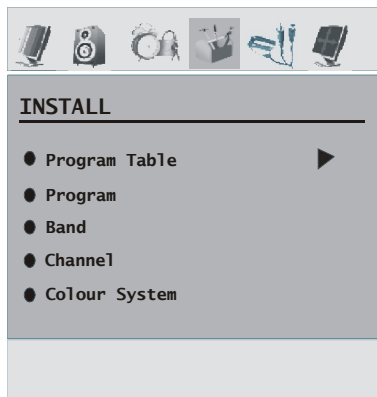 INSTALL
Program Table
Program
Band
Channel
Colour System